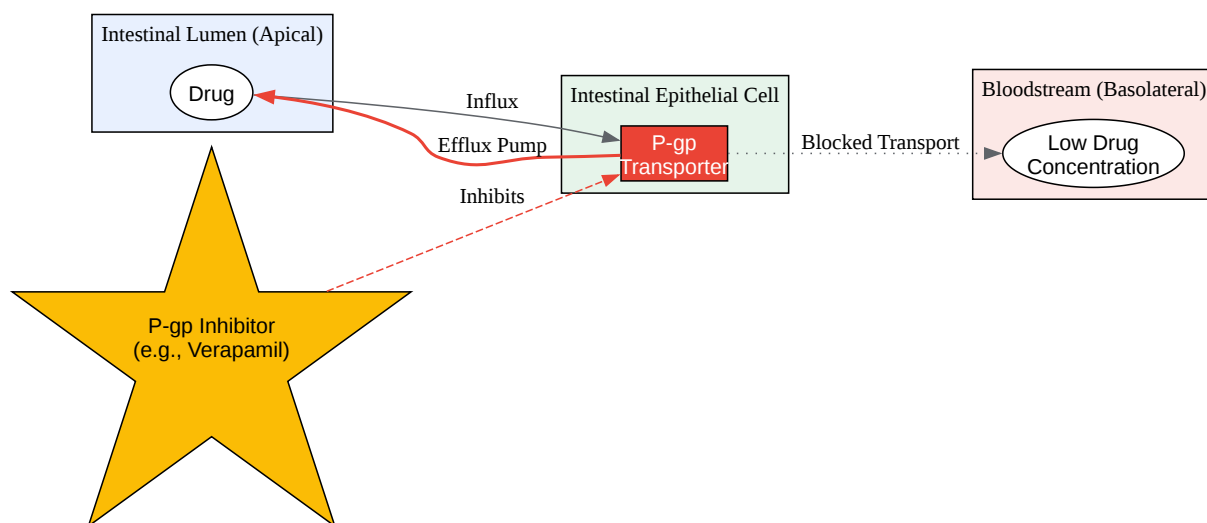 Intestinal Lumen (Apical)
Drug
Influx
Efflux Pump
Inhibits
Intestinal Epithelial Cell
P-gp
Transporter
Blocked Transport
Bloodstream (Basolateral)
Low Drug
Concentration
P-gp Inhibitor
(e.g., Verapamil)